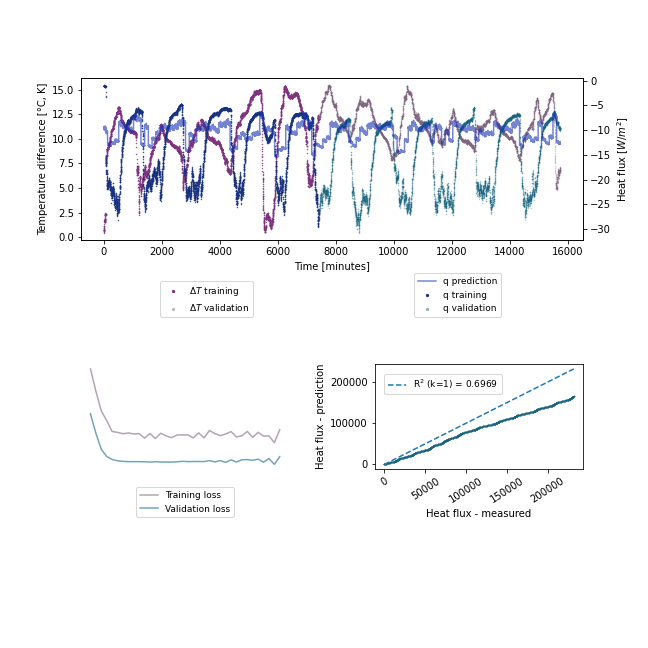 Temperature difference [°C, K]
15.0
12.5
10.0
7.5
5.0
2.5
0.0
0
−5
−10
−15
−20
−25
−30
Heat flux [W/m²]
0 2000 4000 6000 8000 10000 12000 14000 16000
Time [minutes]
ΔT training
ΔT validation
q prediction
q training
q validation
Training loss
Validation loss
Heat flux - prediction
200000
100000
0
R² (k=1) = 0.6969
0 50000 100000 150000 200000
Heat flux - measured